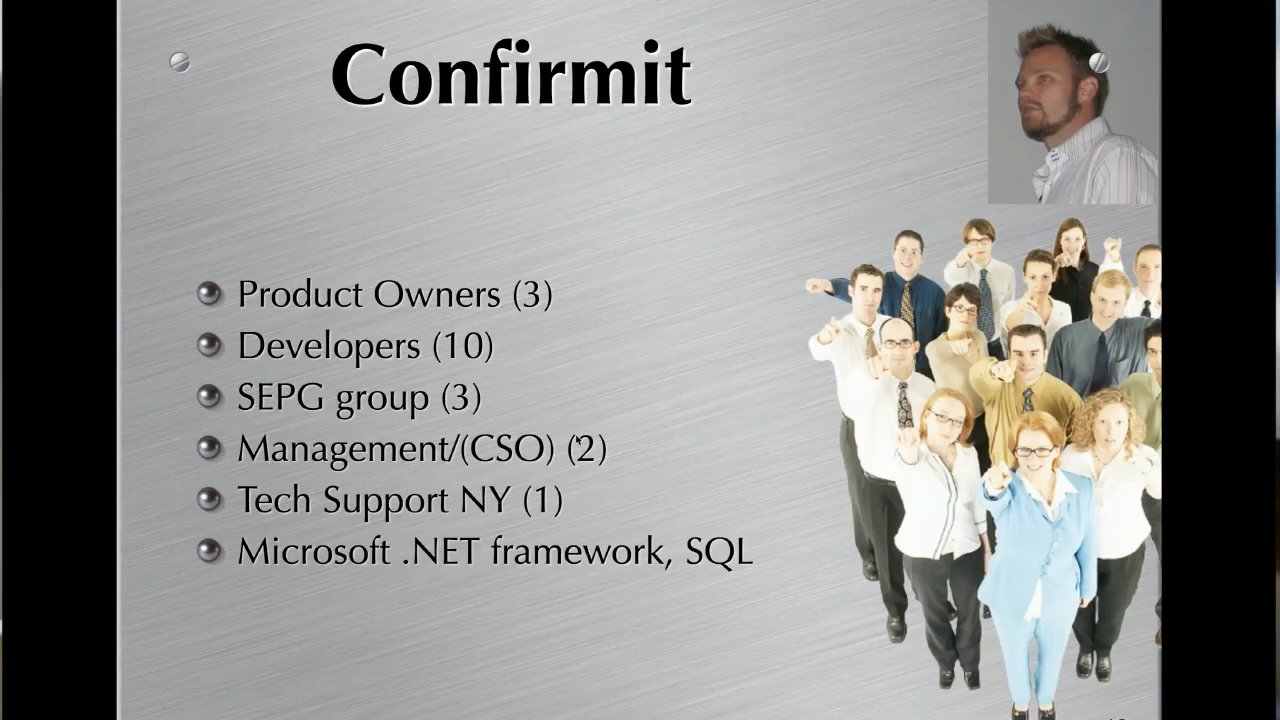 Confirmit
Product Owners (3)
Developers (10)
SEPG group (3)
Management/(CSO) (2)
Tech Support NY (1)
Microsoft .NET framework, SQL